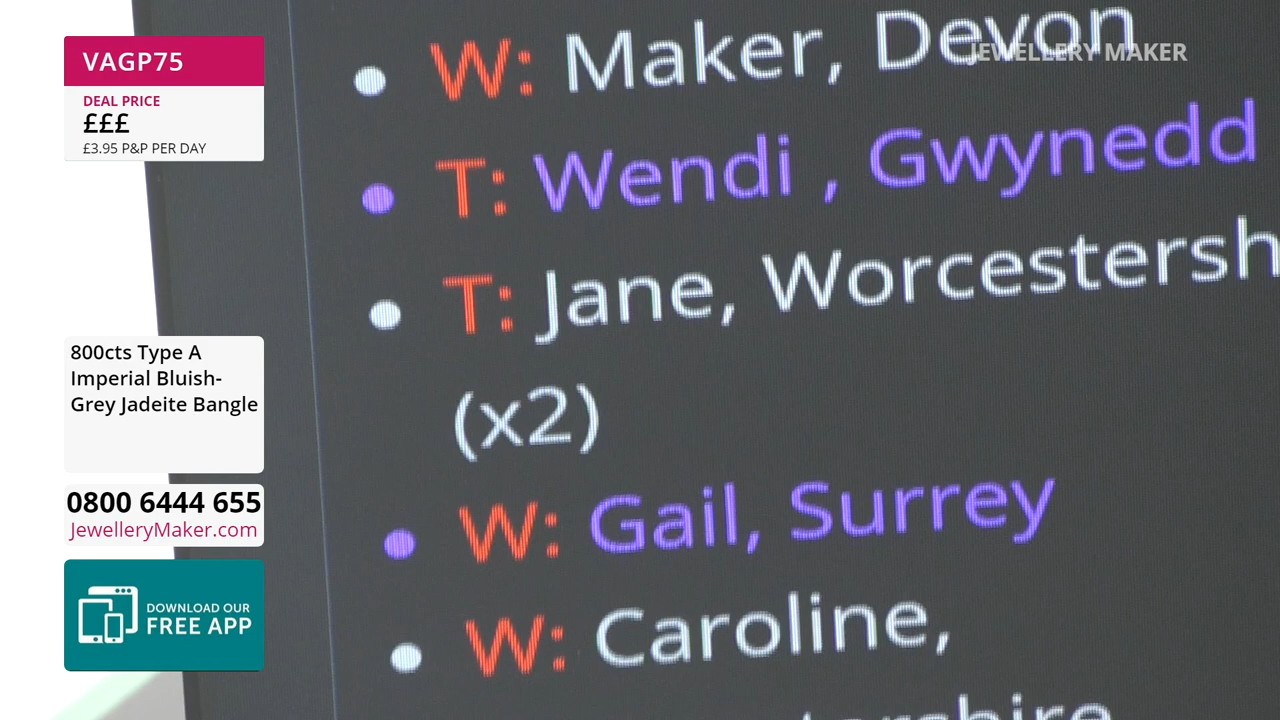 VAGP75
DEAL PRICE
£££
£3.95 P&P PER DAY
800cts Type A
Imperial Bluish-
Grey Jadeite Bangle
0800 6444 655
JewelleryMaker.com
DOWNLOAD OUR
FREE APP
JEWELLERY MAKER
W: Maker, Devon
T: Wendi , Gwynedd
T: Jane,
(x2)
W: Gail, Surrey
W: Caroline,